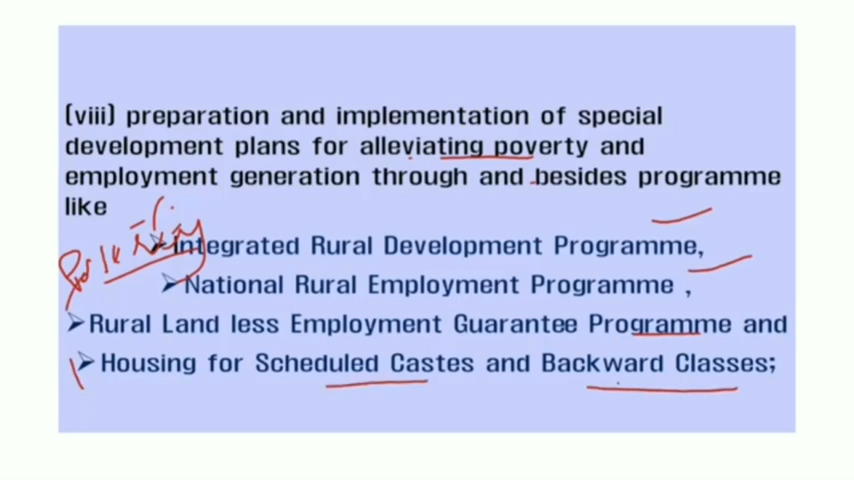 (viii) preparation and implementation of special
development plans for alleviating poverty and
employment generation through and besides programme
like
➢Integrated Rural Development Programme,
➢National Rural Employment Programme ,
➢Rural Land less Employment Guarantee Programme and
➢Housing for Scheduled Castes and Backward Classes;